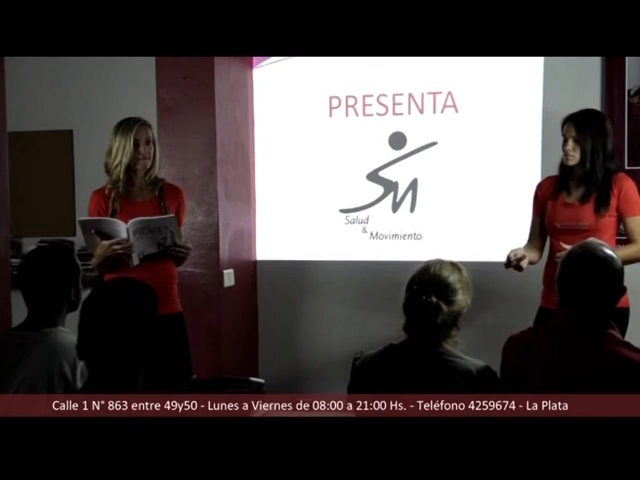 PRESENTA
Salud
&
Movimiento
Calle 1 N° 863 entre 49y50 - Lunes a Viernes de 08:00 a 21:00 Hs. - Teléfono 4259674 - La Plata